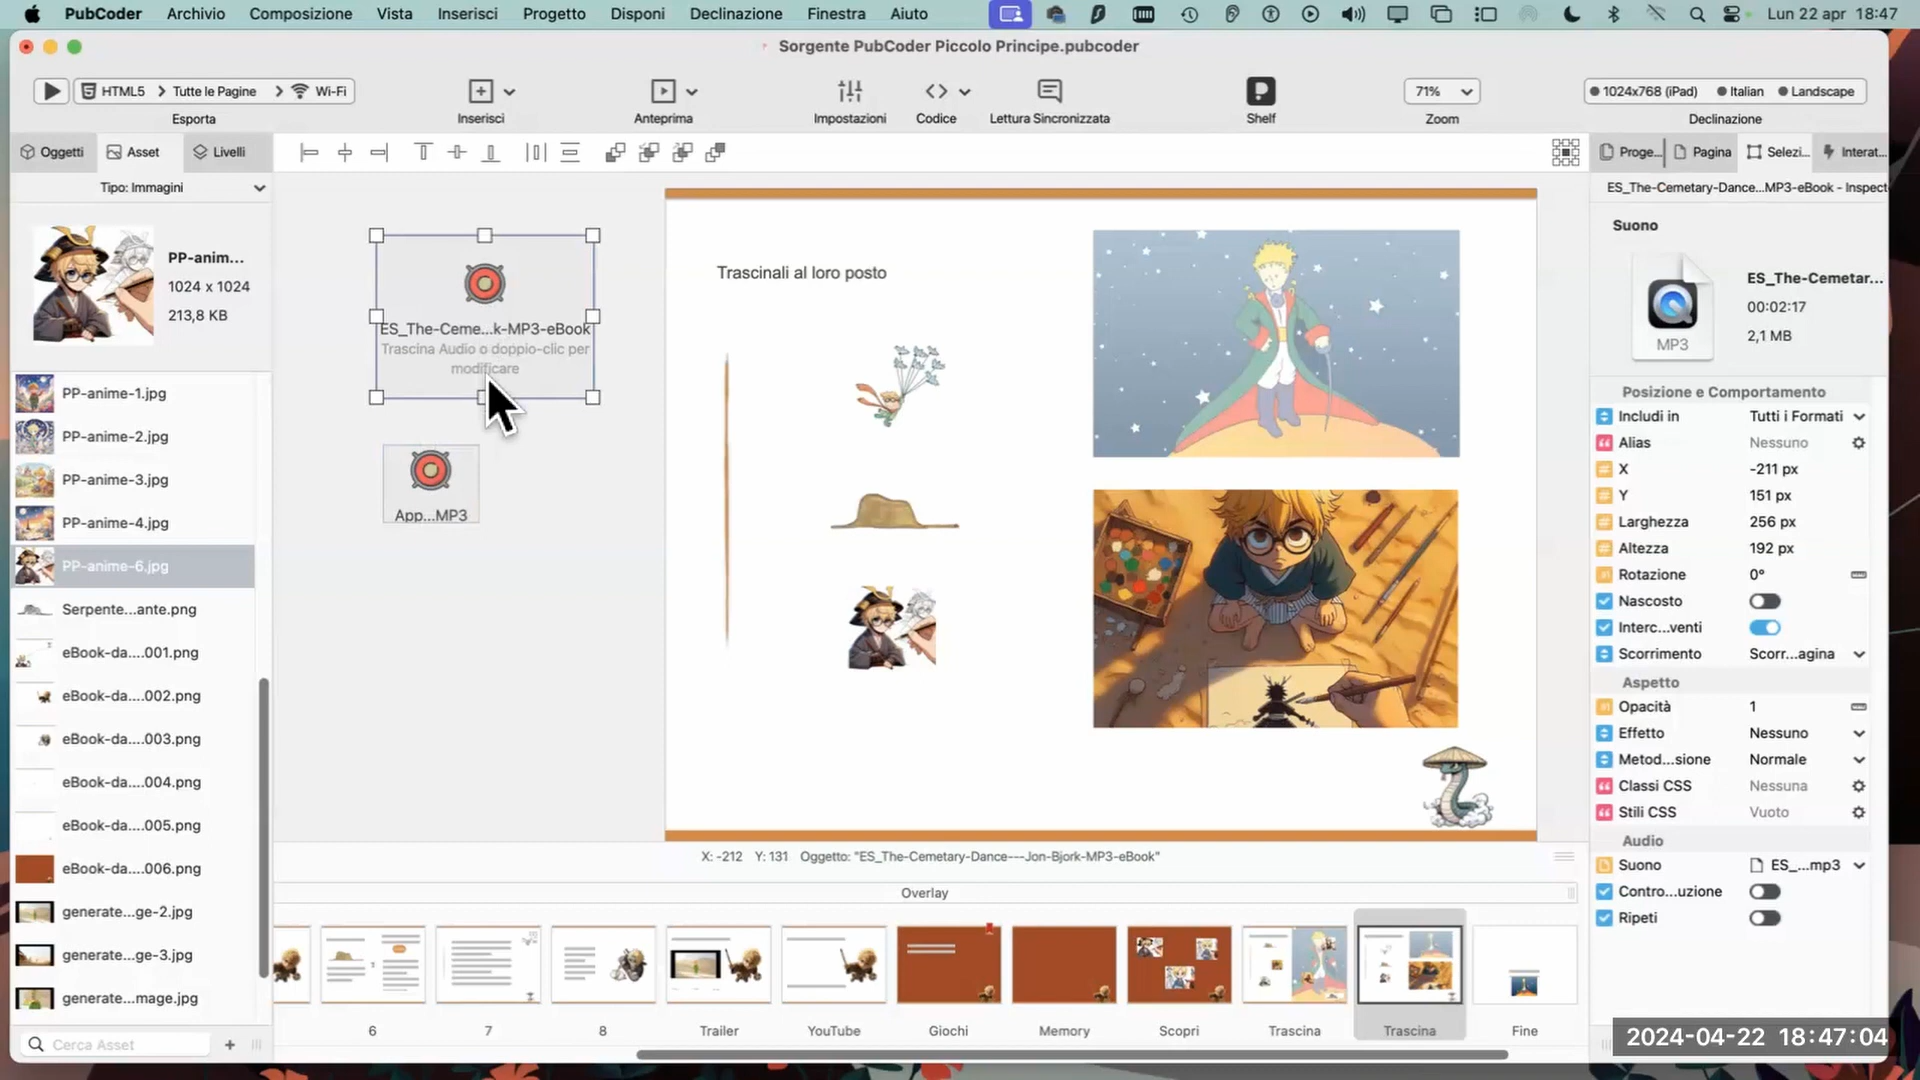 PubCoder Archivio Composizione Vista Inserisci Progetto Disponi Declinazione Finestra Aiuto Lun 22 apr 18:47
Sorgente PubCoder Piccolo Principe.pubcoder
HTML5 Tutte le Pagine Wi-Fi
71%
1024x768 (iPad) Italian Landscape
Esporta Inserisci Anteprima Impostazioni Codice Lettura Sincronizzata Shelf Zoom Declinazione
Oggetti Asset Livelli
Tipo: Immagini
PP-anim...
1024 x 1024
213,8 KB
PP-anime-1.jpg
PP-anime-2.jpg
PP-anime-3.jpg
PP-anime-4.jpg
PP-anime-6.jpg
Serpente...ante.png
eBook-da....001.png
eBook-da....002.png
eBook-da....003.png
eBook-da....004.png
eBook-da....005.png
eBook-da....006.png
generate...ge-2.jpg
generate...ge-3.jpg
generate...mage.jpg
Cerca Asset
ES_The-Ceme...k-MP3-eBook
Trascina Audio o doppio-clic per
modificare
App...MP3
Trascinali al loro posto
X: -212 Y: 131 Oggetto: "ES_The-Cemetary-Dance---Jon-Bjork-MP3-eBook"
Overlay
6 7 8 Trailer YouTube Giochi Memory Scopri Trascina Trascina Fine
Proge... Pagina Selezi... Interat...
ES_The-Cemetary-Dance...MP3-eBook - Inspect
Suono
MP3
ES_The-Cemetar...
00:02:17
2,1 MB
Posizione e Comportamento
Includi in Tutti i Formati
Alias Nessuno
X -211 px
Y 151 px
Larghezza 256 px
Altezza 192 px
Rotazione 0°
Nascosto
Interc...venti
Scorrimento Scorr...agina
Aspetto
Opacità 1
Effetto Nessuno
Metod...sione Normale
Classi CSS Nessuna
Stili CSS Vuoto
Audio
Suono ES_...mp3
Contro...uzione
Ripeti
2024-04-22 18:47:04